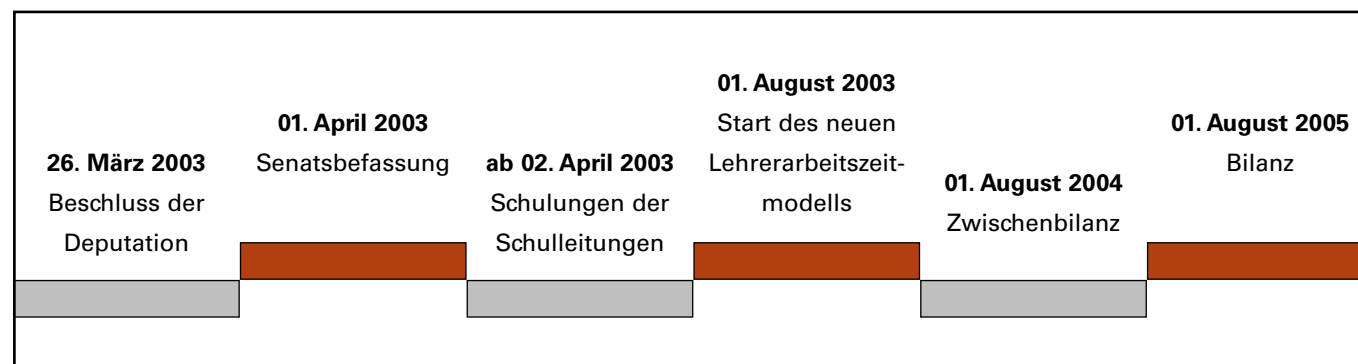 26. März 2003
Beschluss der
Deputation
01. April 2003
Senatsbefassung
ab 02. April 2003
Schulungen der
Schulleitungen
01. August 2003
Start des neuen
Lehrerarbeitszeit-
modells
01. August 2004
Zwischenbilanz
01. August 2005
Bilanz